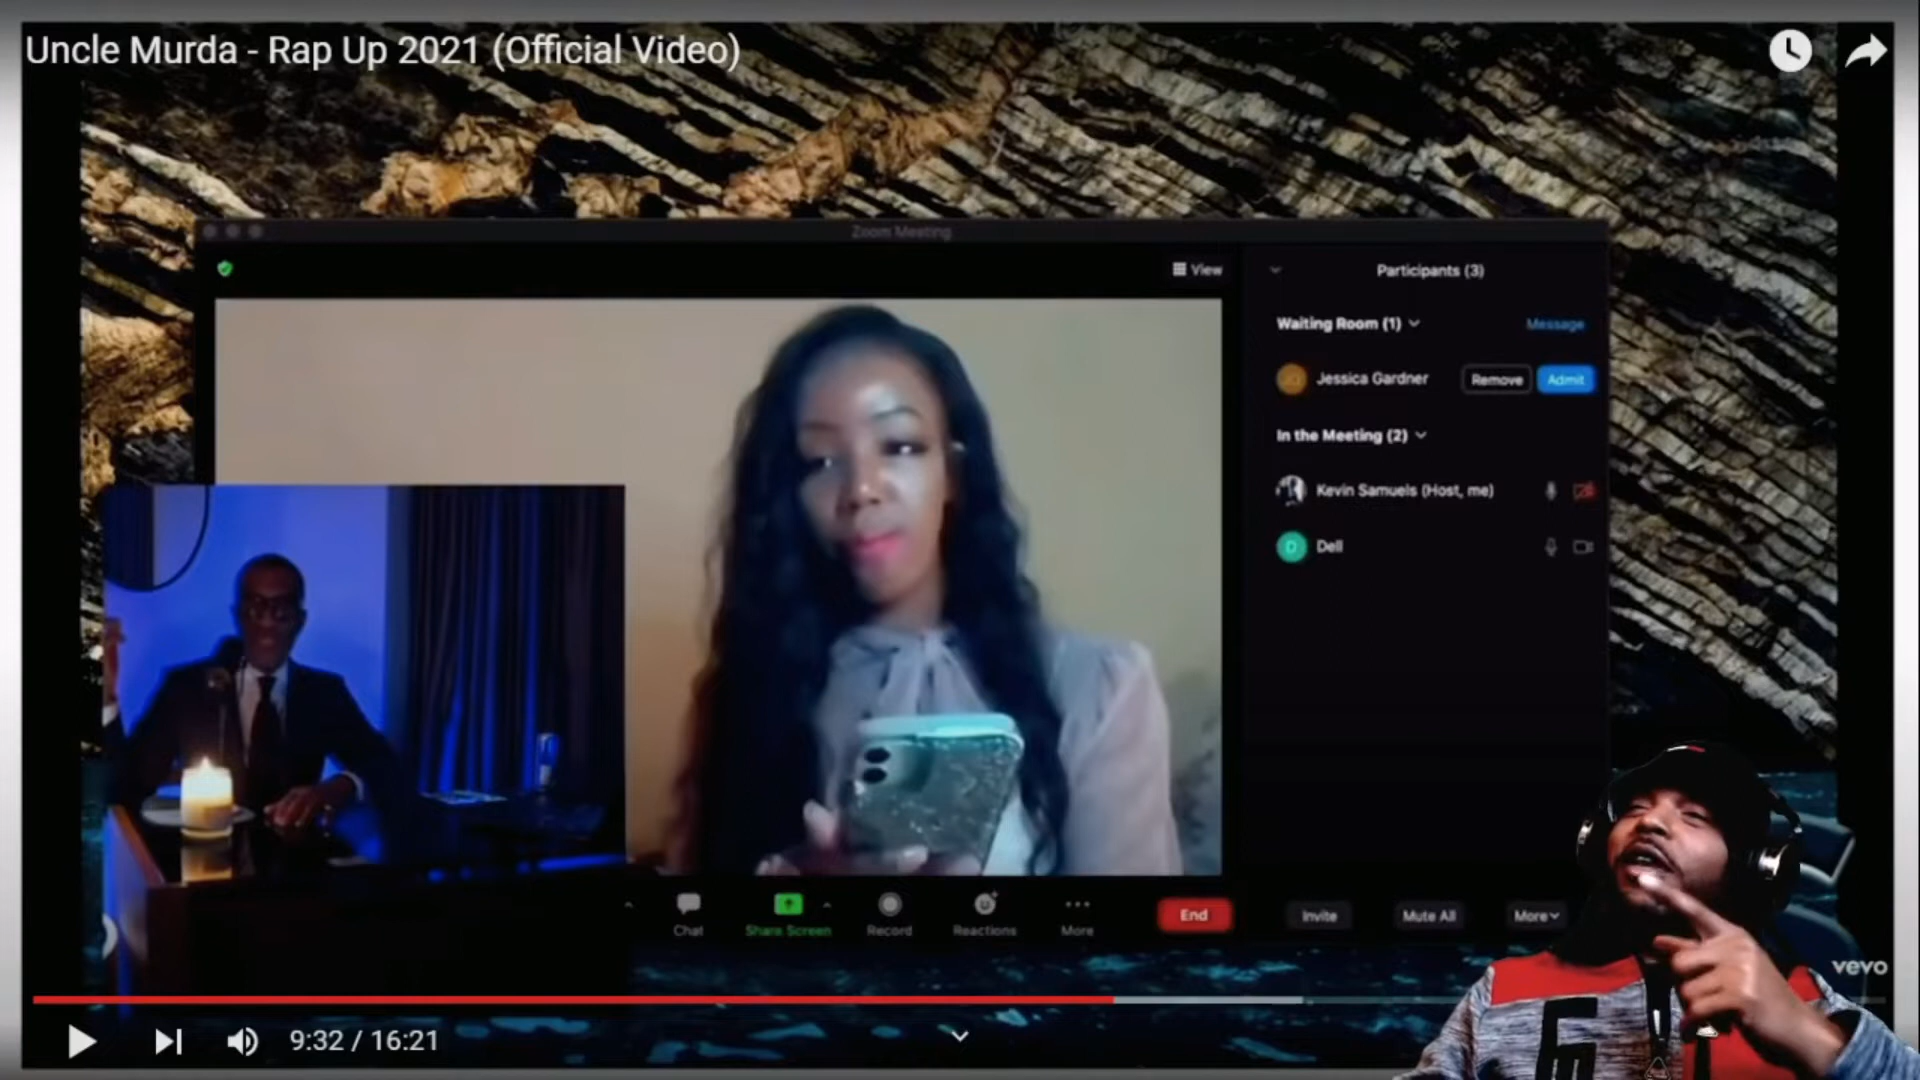 Uncle Murda - Rap Up 2021 (Official Video)
Zoom Meeting
View
Participants (3)
Waiting Room (1)
Message
Jessica Gardner
Remove
Admit
In the Meeting (2)
Kevin Samuels (Host, me)
D
Dell
Chat
Share Screen
Record
Reactions
More
End
Invite
Mute All
More
vevo
9:32 / 16:21